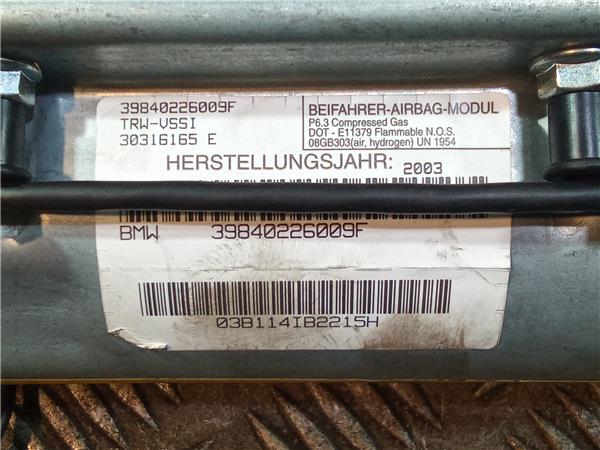 39840226009F
TRW-VSSI
30316165 E
BEIFAHRER-AIRBAG-MODUL
P6,3 Compressed Gas
DOT - E11379 Flammable N.O.S.
08GB303(air, hydrogen) UN 1954
HERSTELLUNGSJAHR: 2003
BMW 39840226009F
03B114IB2215H